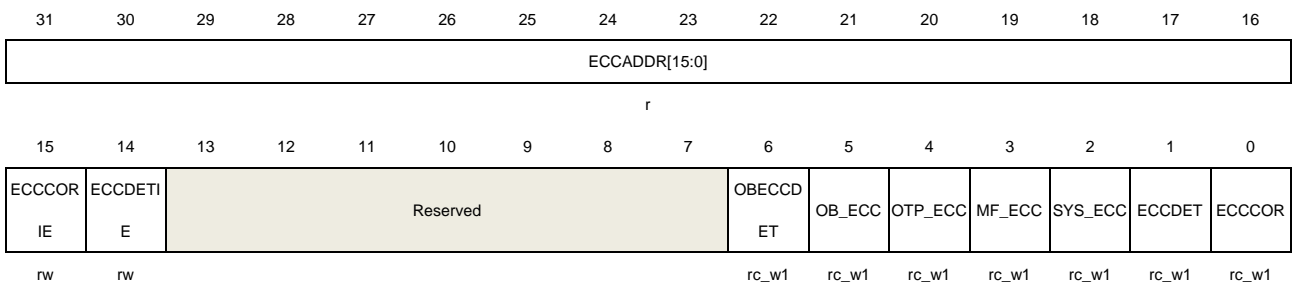 31 30 29 28 27 26 25 24 23 22 21 20 19 18 17 16
ECCADDR[15:0]
r
15 14 13 12 11 10 9 8 7 6 5 4 3 2 1 0
ECCCOR ECCDETI Reserved OBECCD OB_ECC OTP_ECC MF_ECC SYS_ECC ECCDET ECCCOR
IE E ET
rw rw rc_w1 rc_w1 rc_w1 rc_w1 rc_w1 rc_w1 rc_w1